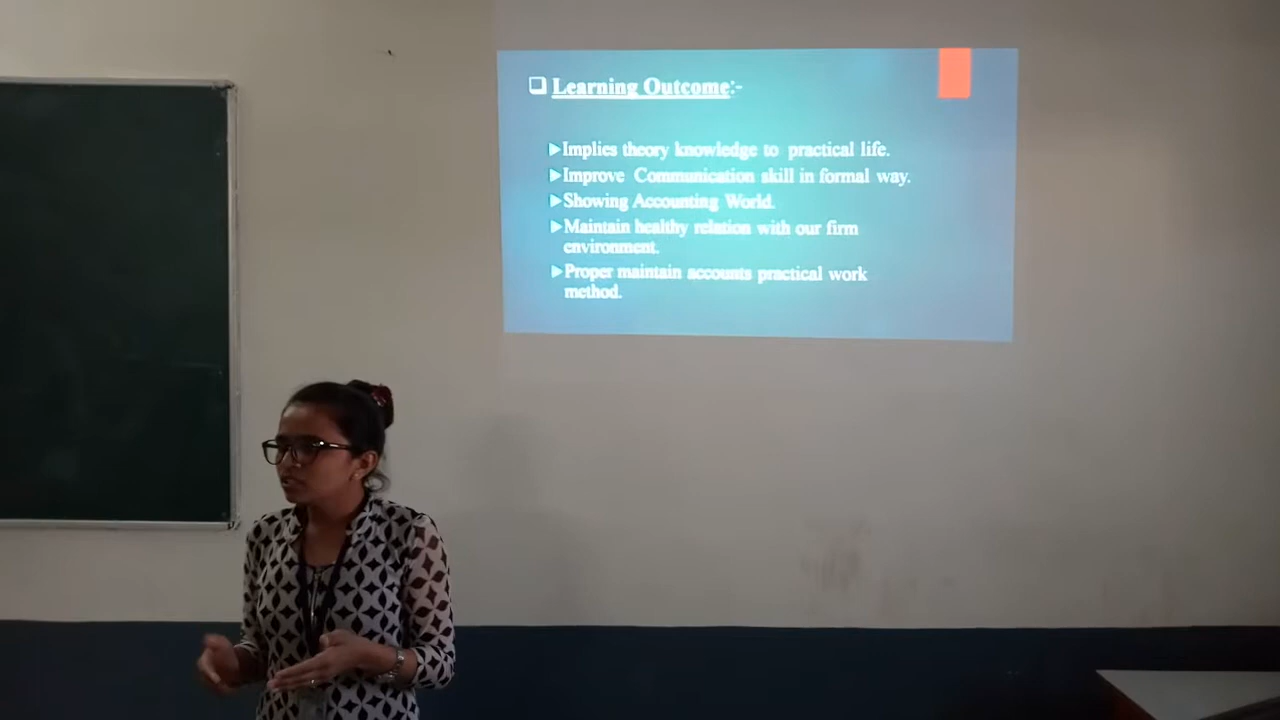 Learning Outcome:-
Implies theory knowledge to practical life.
Improve Communication skill in formal way.
Showing Accounting World.
Maintain healthy relation with our firm
environment.
Proper maintain accounts practical work
method.